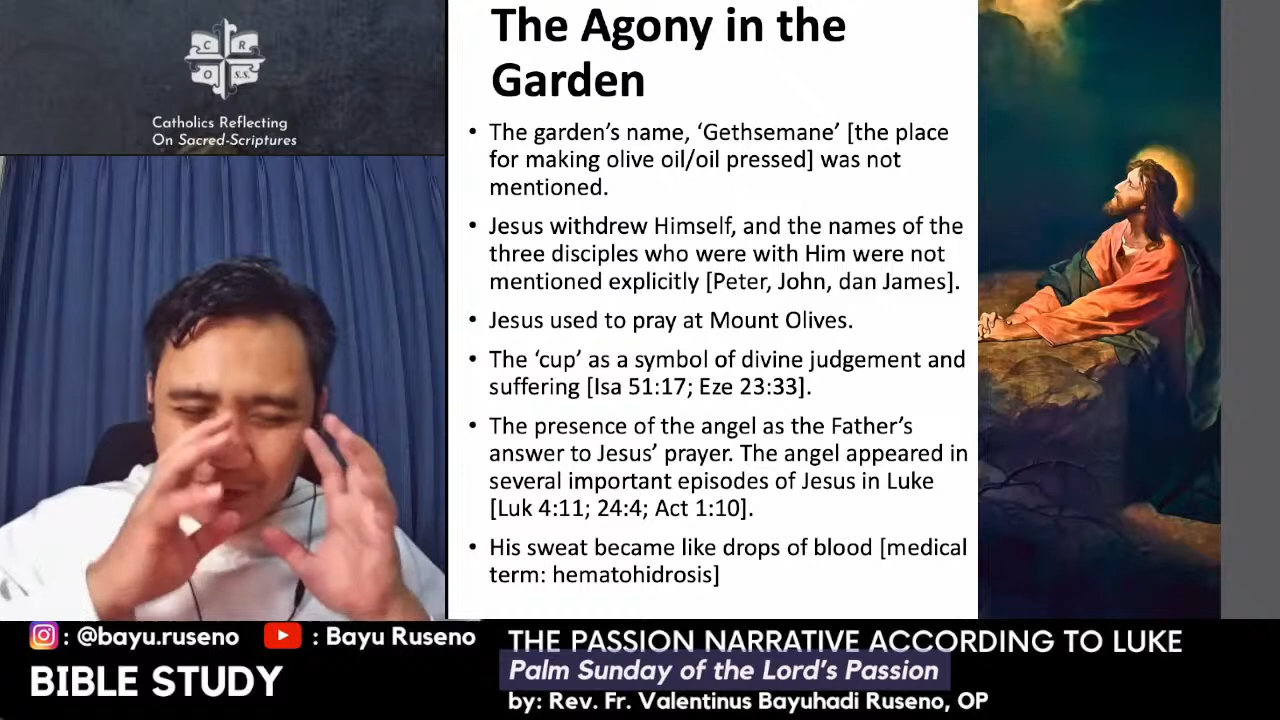 C R
O S.S.
Catholics Reflecting
On Sacred-Scriptures
The Agony in the
Garden
• The garden's name, ‘Gethsemane’ [the place
for making olive oil/oil pressed] was not
mentioned.
• Jesus withdrew Himself, and the names of the
three disciples who were with Him were not
mentioned explicitly [Peter, John, dan James].
• Jesus used to pray at Mount Olives.
• The ‘cup’ as a symbol of divine judgement and
suffering [Isa 51:17; Eze 23:33].
• The presence of the angel as the Father's
answer to Jesus’ prayer. The angel appeared in
several important episodes of Jesus in Luke
[Luk 4:11; 24:4; Act 1:10].
• His sweat became like drops of blood [medical
term: hematohidrosis]
: @bayu.ruseno : Bayu Ruseno
BIBLE STUDY
THE PASSION NARRATIVE ACCORDING TO LUKE
Palm Sunday of the Lord's Passion
by: Rev. Fr. Valentinus Bayuhadi Ruseno, OP